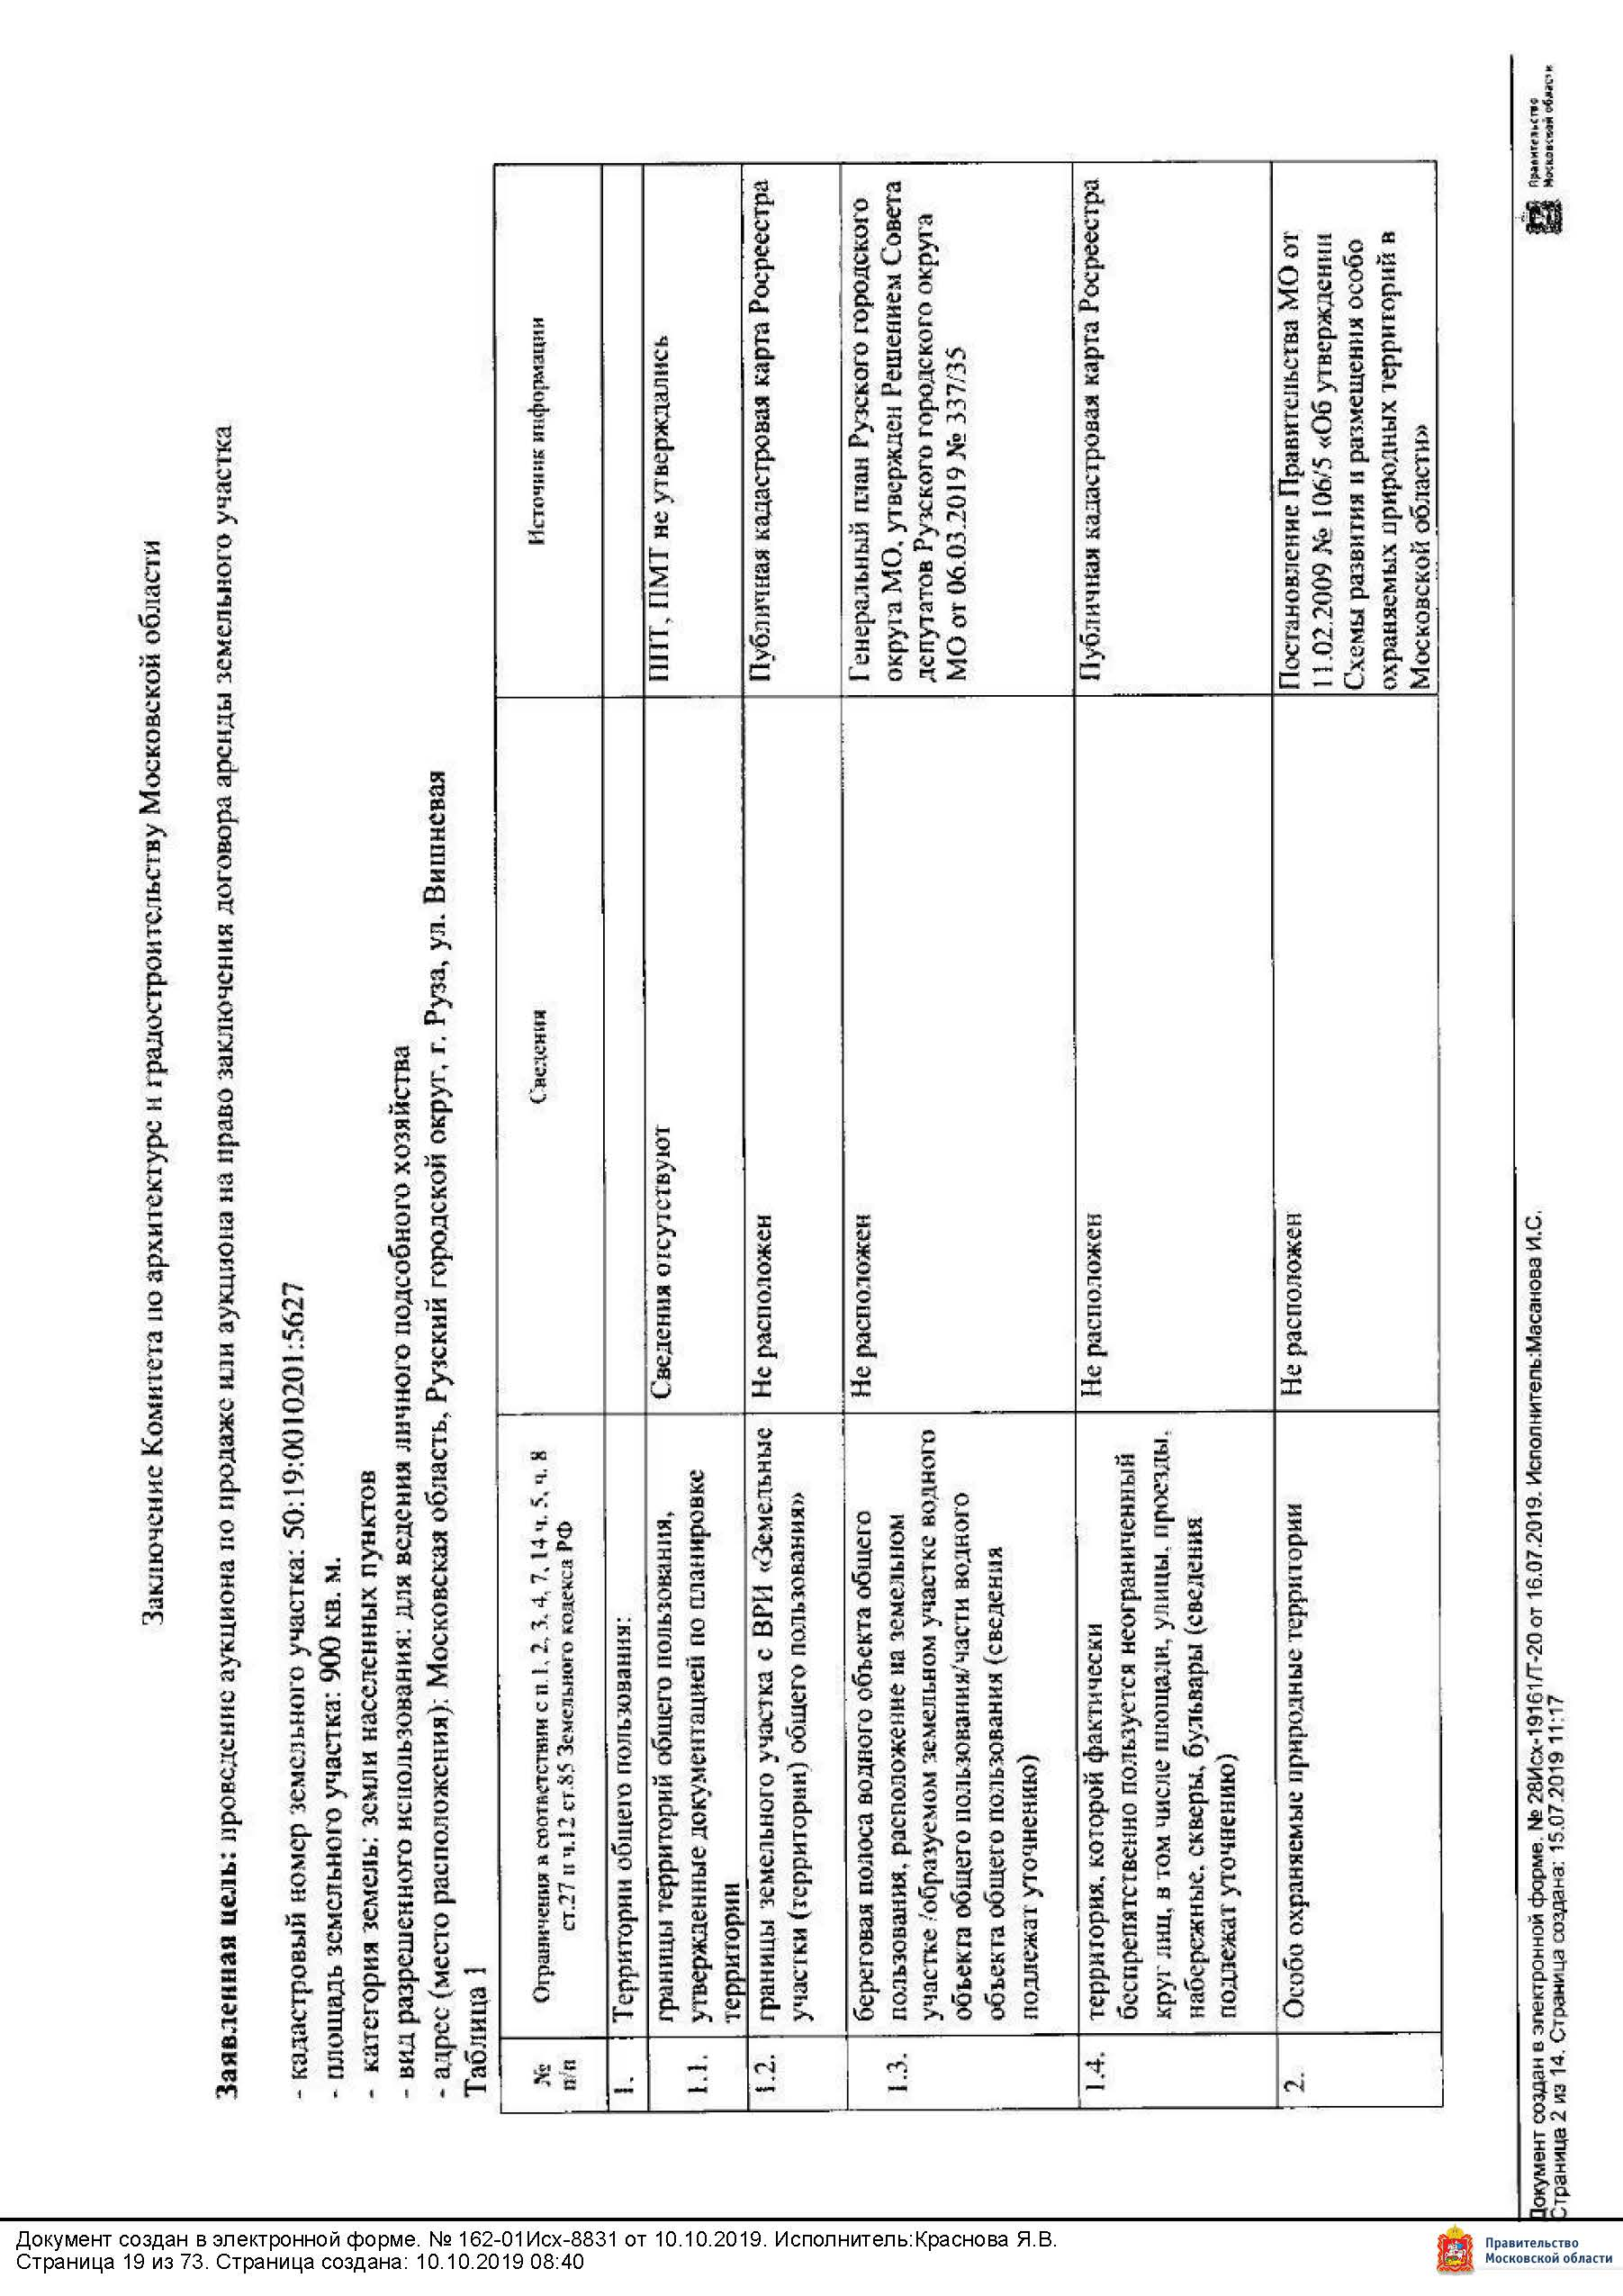 Заключение Комитета по архитектуре и градостроительству Московской области
Заявленная цель: проведение аукциона по продаже или аукциона на право заключения договора аренды земельного участка
- кадастровый номер земельного участка: 50:19:0010201:5627
- площадь земельного участка: 900 кв. м.
- категория земель: земли населенных пунктов
- вид разрешенного использования: для ведения личного подсобного хозяйства
- адрес (место расположения): Московская область, Рузский городской округ, г. Руза, ул. Вишневая
Таблица 1
№
п/п
Ограничения в соответствии с п.1, 2, 3, 4, 7, 14 ч. 5, ч. 8
ст.27 и ч.12 ст.85 Земельного кодекса РФ
Сведения
Источник информации
1.
Территории общего пользования:
1.1.
границы территорий общего пользования,
утвержденные документацией по планировке
территории
Сведения отсутствуют
ППТ, ПМТ не утверждались
1.2.
границы земельного участка с ВРИ «Земельные
участки (территории) общего пользования»
Не расположен
Публичная кадастровая карта Росреестра
1.3.
береговая полоса водного объекта общего
пользования, расположение на земельном
участке /образуемом земельном участке водного
объекта общего пользования/части водного
объекта общего пользования (сведения
подлежат уточнению)
Не расположен
Генеральный план Рузского городского
округа МО, утвержден Решением Совета
депутатов Рузского городского округа
МО от 06.03.2019 № 337/35
1.4.
территория, которой фактически
беспрепятственно пользуется неограниченный
круг лиц, в том числе площади, улицы, проезды,
набережные, скверы, бульвары (сведения
подлежат уточнению)
Не расположен
Публичная кадастровая карта Росреестра
2.
Особо охраняемые природные территории
Не расположен
Постановление Правительства МО от
11.02.2009 № 106/5 «Об утверждении
Схемы развития и размещения особо
охраняемых природных территорий в
Московской области»
Документ создан в электронной форме. № 28Исх-19161/Т-20 от 16.07.2019. Исполнитель:Масанова И.С.
Страница 2 из 14. Страница создана: 15.07.2019 11:17
Правительство
Московской области
Документ создан в электронной форме. № 162-01Исх-8831 от 10.10.2019. Исполнитель:Краснова Я.В.
Страница 19 из 73. Страница создана: 10.10.2019 08:40
Правительство
Московской области